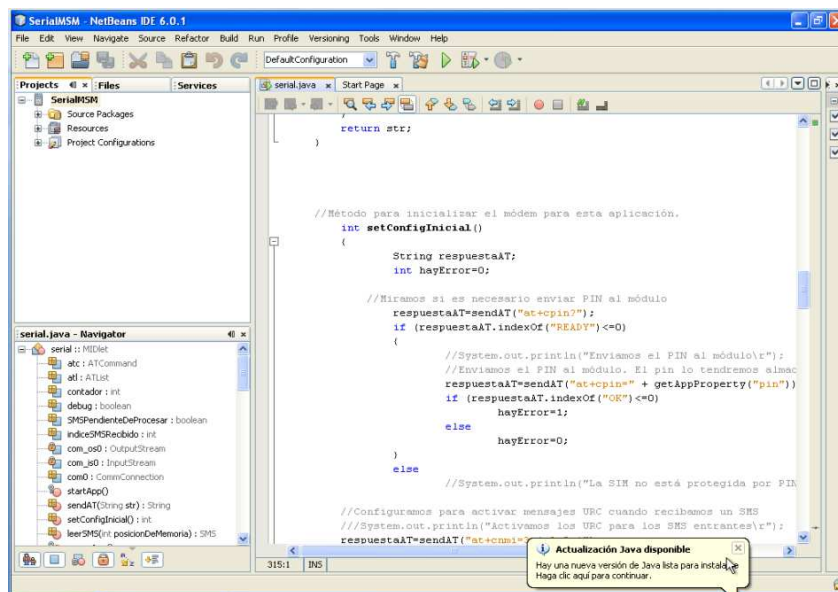 SerialMSM - NetBeans IDE 6.0.1
File Edit View Navigate Source Refactor Build Run Profile Versioning Tools Window Help
DefaultConfiguration
Projects Files Services
SerialMSM
Source Packages
Resources
Project Configurations
serial.java - Navigator
serial :: MIDlet
atc : ATCommand
atl : ATList
contador : int
debug : boolean
SMSPendienteDeProcesar : boolean
indiceSMSRecibido : int
com_os0 : OutputStream
com_is0 : InputStream
com0 : CommConnection
startApp()
sendAT(String str) : String
setConfigInicial() : int
leerSMS(int posicionDeMemoria) : SMS
serial.java Start Page
return str;
}
//Método para inicializar el módem para esta aplicación.
int setConfigInicial()
{
String respuestaAT;
int hayError=0;
//Miramos si es necesario enviar PIN al módulo
respuestaAT=sendAT("at+cpin?");
if (respuestaAT.indexOf("READY")<=0)
{
//System.out.println("Enviamos el PIN al módulo\r");
//Enviamos el PIN al módulo. El pin lo tendremos almac
respuestaAT=sendAT("at+cpin=" + getAppProperty("pin"))
if (respuestaAT.indexOf("OK")<=0)
hayError=1;
else
hayError=0;
}
else
//System.out.println("La SIM no está protegida por PIN
//Configuramos para activar mensajes URC cuando recibamos un SMS
///System.out.println("Activamos los URC para los SMS entrantes\r");
respuestaAT=sendAT("at+cnmi=
315:1 INS
Actualización Java disponible
Hay una nueva versión de Java lista para instala
Haga clic aquí para continuar.